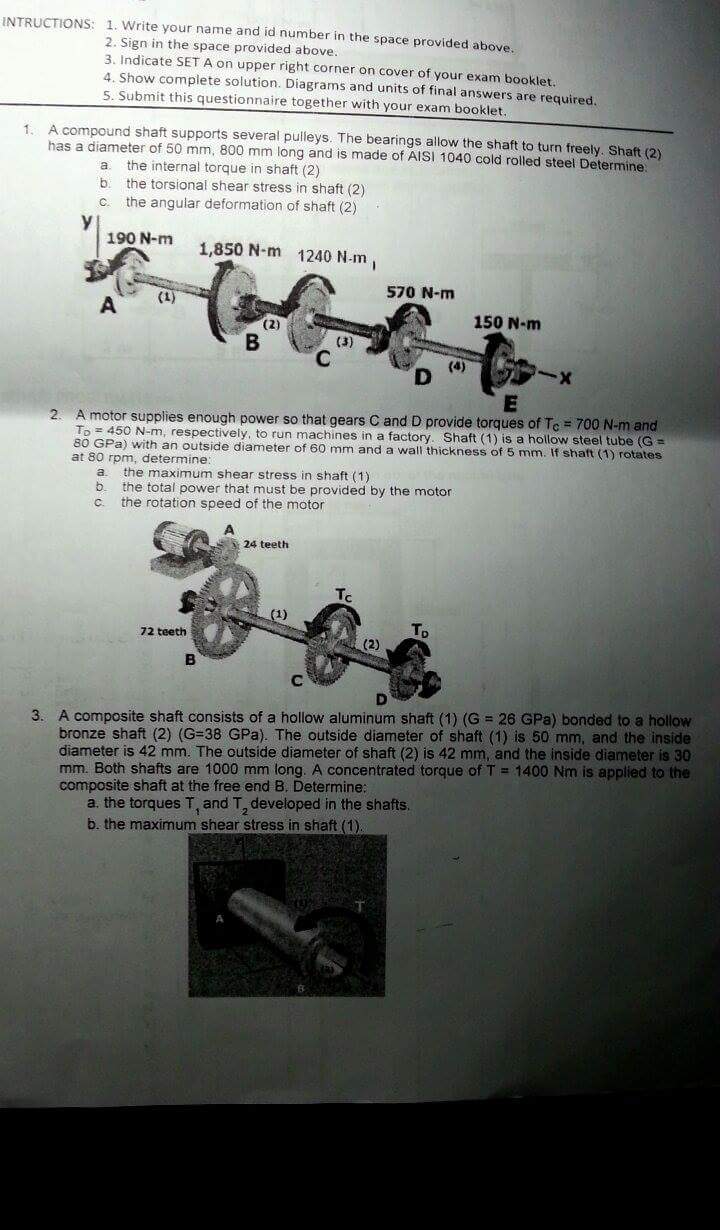 INTRUCTIONS: 1. Write your name and id number in the space provided above.
2. Sign in the space provided above.
3. Indicate SET A on upper right corner on cover of your exam booklet.
4. Show complete solution. Diagrams and units of final answers are required.
5. Submit this questionnaire together with your exam booklet.
1. A compound shaft supports several pulleys. The bearings allow the shaft to turn freely. Shaft (2)
has a diameter of 50 mm, 800 mm long and is made of AISI 1040 cold rolled steel Determine:
a. the internal torque in shaft (2)
b. the torsional shear stress in shaft (2)
c. the angular deformation of shaft (2)
y
190 N-m
1,850 N-m
1240 N-m
570 N-m
150 N-m
(1)
(2)
(3)
(4)
A
B
C
D
E
x
2. A motor supplies enough power so that gears C and D provide torques of Tc = 700 N-m and
TD = 450 N-m, respectively, to run machines in a factory. Shaft (1) is a hollow steel tube (G =
80 GPa) with an outside diameter of 60 mm and a wall thickness of 5 mm. If shaft (1) rotates
at 80 rpm, determine:
a. the maximum shear stress in shaft (1)
b. the total power that must be provided by the motor
c. the rotation speed of the motor
A
24 teeth
Tc
(1)
TD
72 teeth
(2)
B
C
D
3. A composite shaft consists of a hollow aluminum shaft (1) (G = 26 GPa) bonded to a hollow
bronze shaft (2) (G=38 GPa). The outside diameter of shaft (1) is 50 mm, and the inside
diameter is 42 mm. The outside diameter of shaft (2) is 42 mm, and the inside diameter is 30
mm. Both shafts are 1000 mm long. A concentrated torque of T = 1400 Nm is applied to the
composite shaft at the free end B. Determine:
a. the torques T1 and T2 developed in the shafts.
b. the maximum shear stress in shaft (1).
(1)
T
A
(2)
B